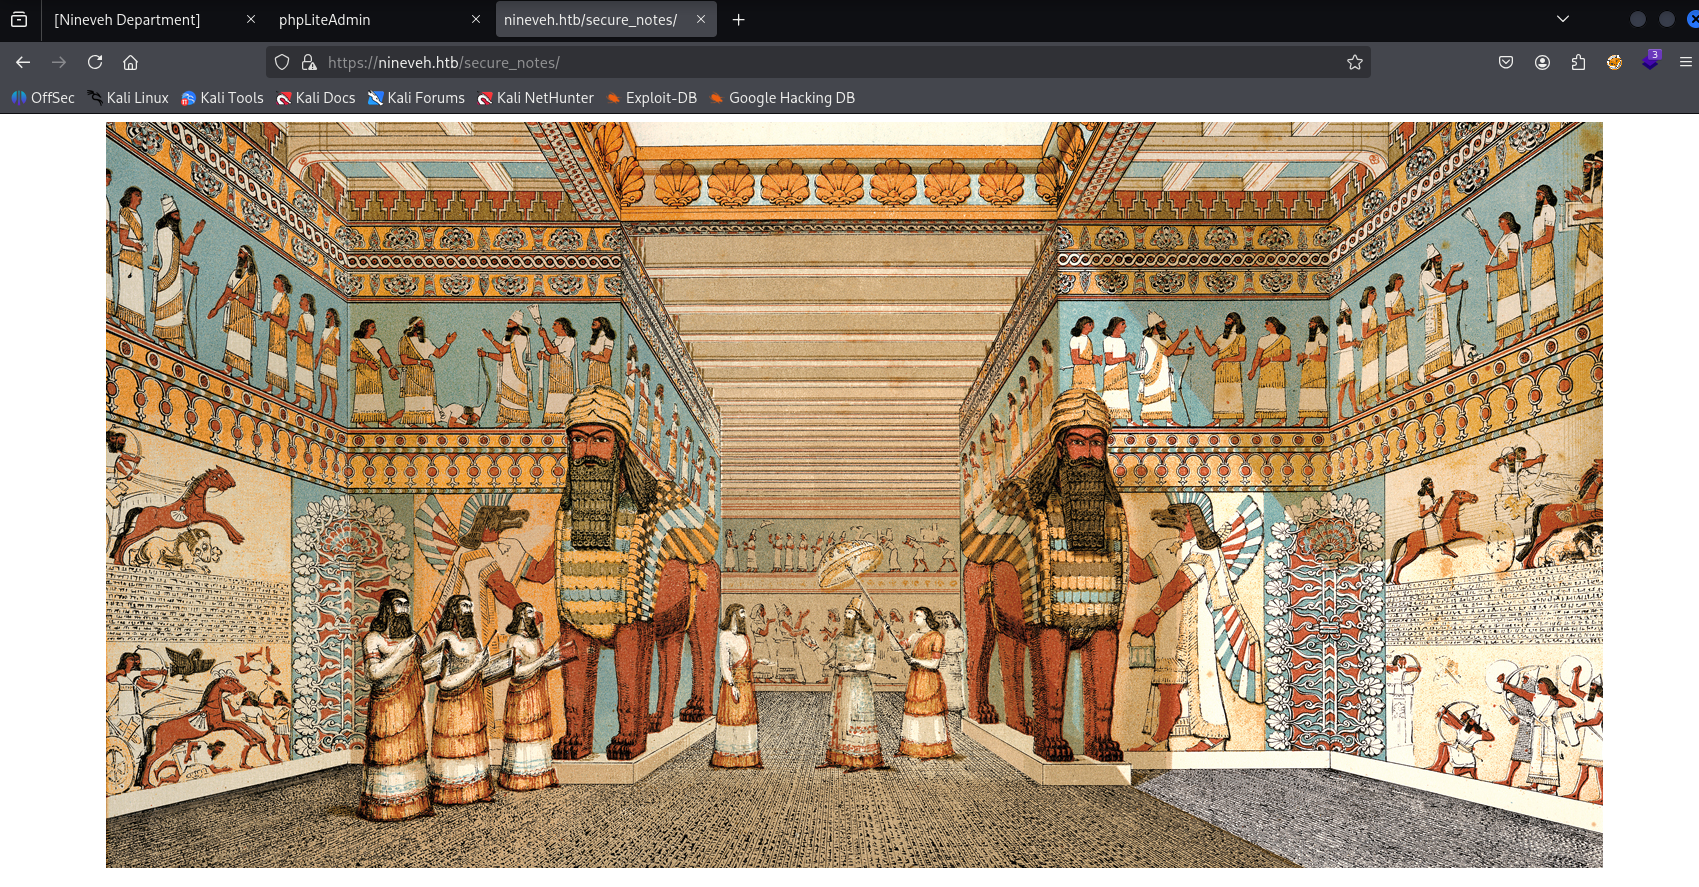 [Nineveh Department]
phpLiteAdmin
nineveh.htb/secure_notes/
https://nineveh.htb/secure_notes/
3
OffSec
Kali Linux
Kali Tools
Kali Docs
Kali Forums
Kali NetHunter
Exploit-DB
Google Hacking DB